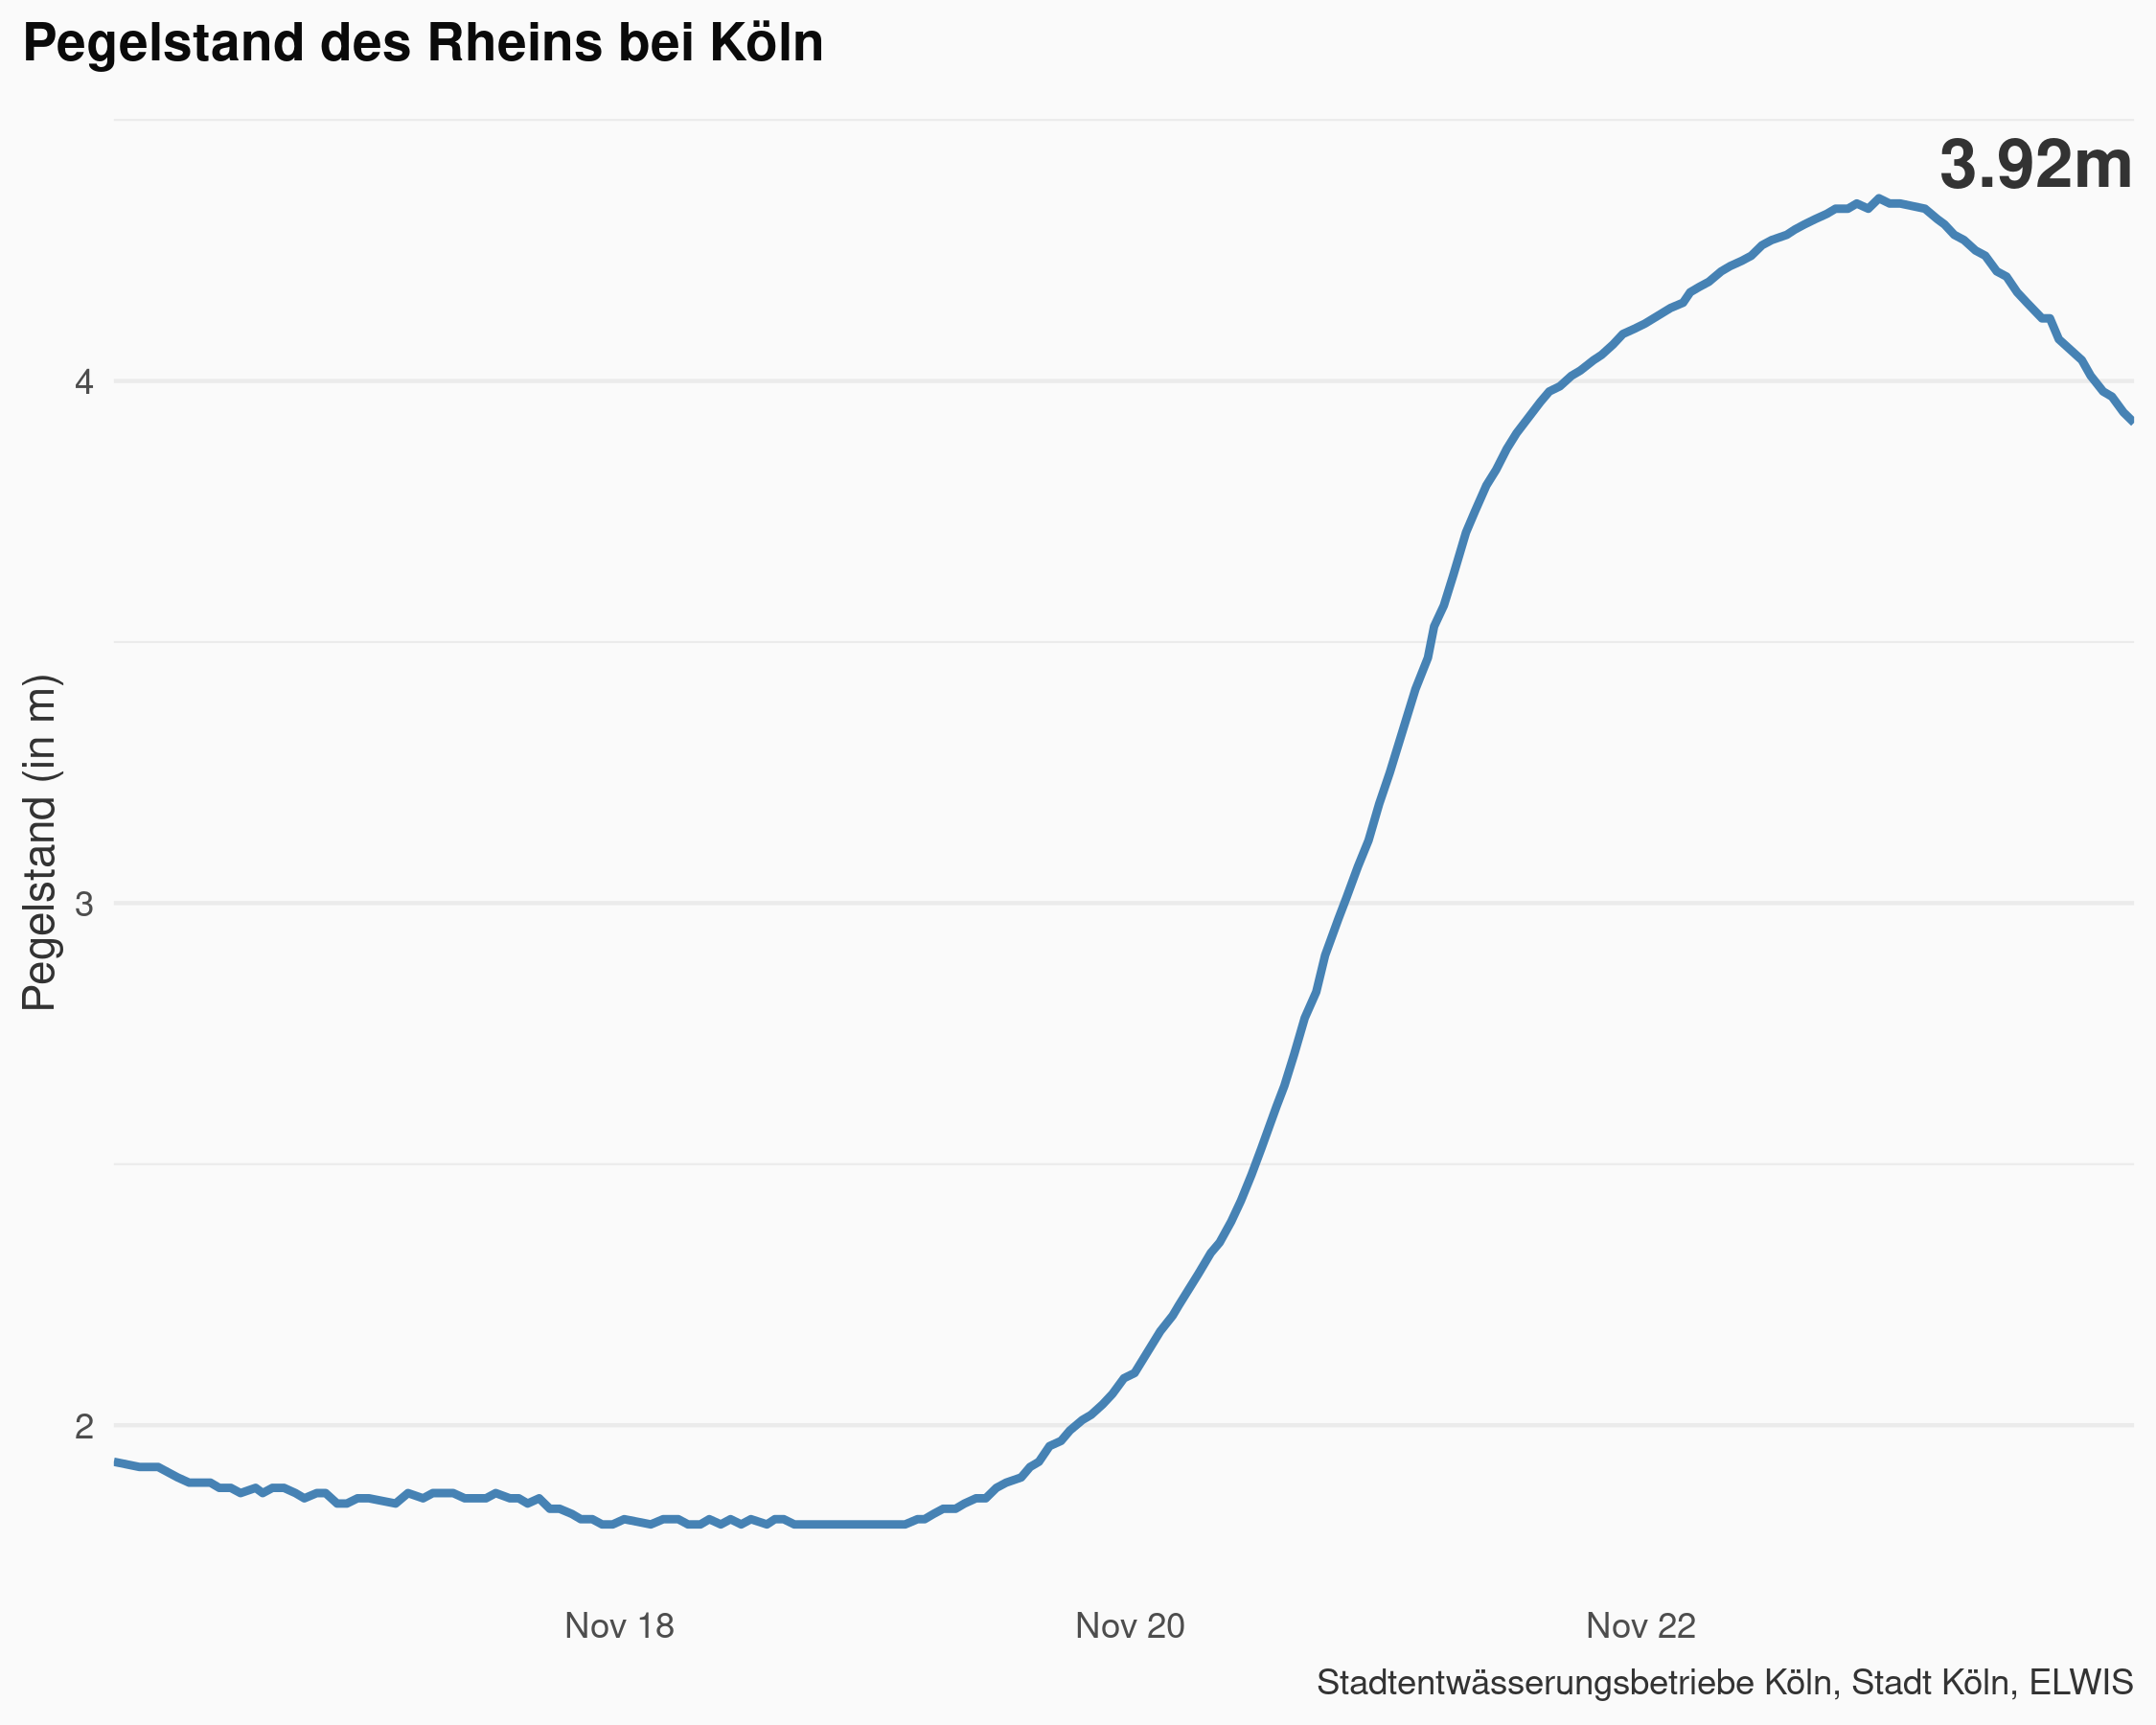 Pegelstand des Rheins bei Köln
3.92m
Pegelstand (in m)
4
3
2
Nov 18
Nov 20
Nov 22
Stadtentwässerungsbetriebe Köln, Stadt Köln, ELWIS